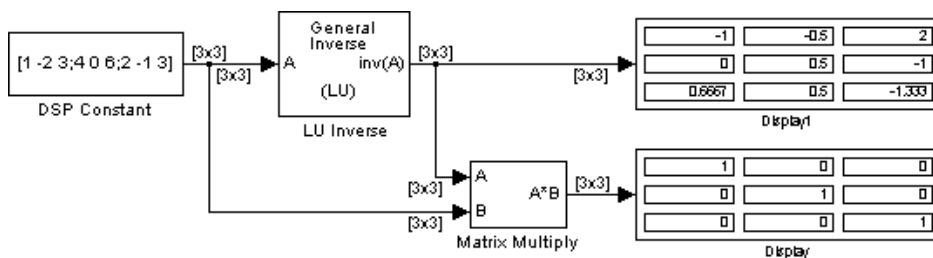 [1 -2 3;4 0 6;2 -1 3]
DSP Constant
[3x3]
[3x3]
General
Inverse
A
inv(A)
(LU)
LU Inverse
[3x3]
[3x3]
-1 -0.5 2
0 0.5 -1
0.6667 0.5 -1.333
Display1
[3x3]
[3x3]
A
B
A*B
Matrix Multiply
[3x3]
1 0 0
0 1 0
0 0 1
Display